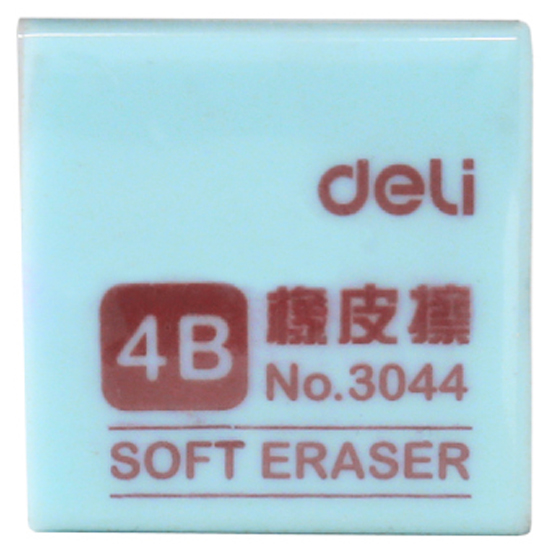 deli
4B 橡皮擦
No.3044
SOFT ERASER